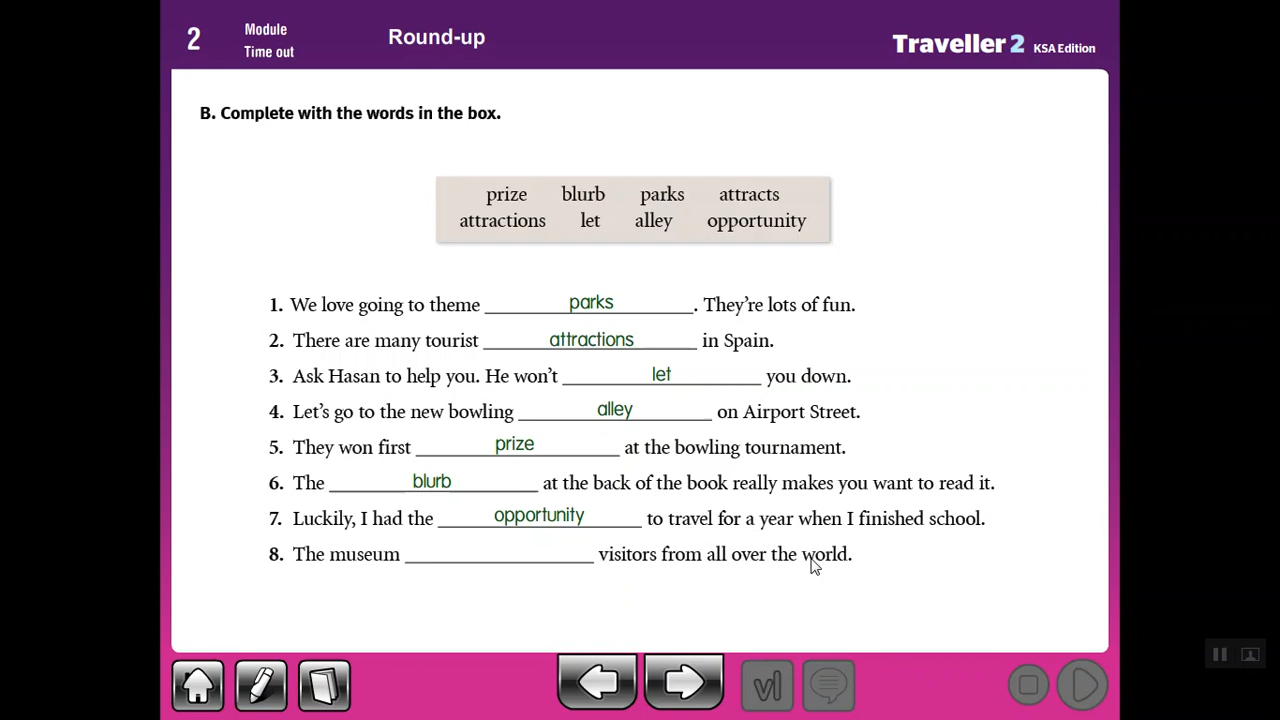 2 Module Round-up
Time out
Traveller 2 KSA Edition
B. Complete with the words in the box.
prize blurb parks attracts
attractions let alley opportunity
1. We love going to theme parks. They’re lots of fun.
2. There are many tourist attractions in Spain.
3. Ask Hasan to help you. He won’t let you down.
4. Let’s go to the new bowling alley on Airport Street.
5. They won first prize at the bowling tournament.
6. The blurb at the back of the book really makes you want to read it.
7. Luckily, I had the opportunity to travel for a year when I finished school.
8. The museum ____________________ visitors from all over the world.
vl